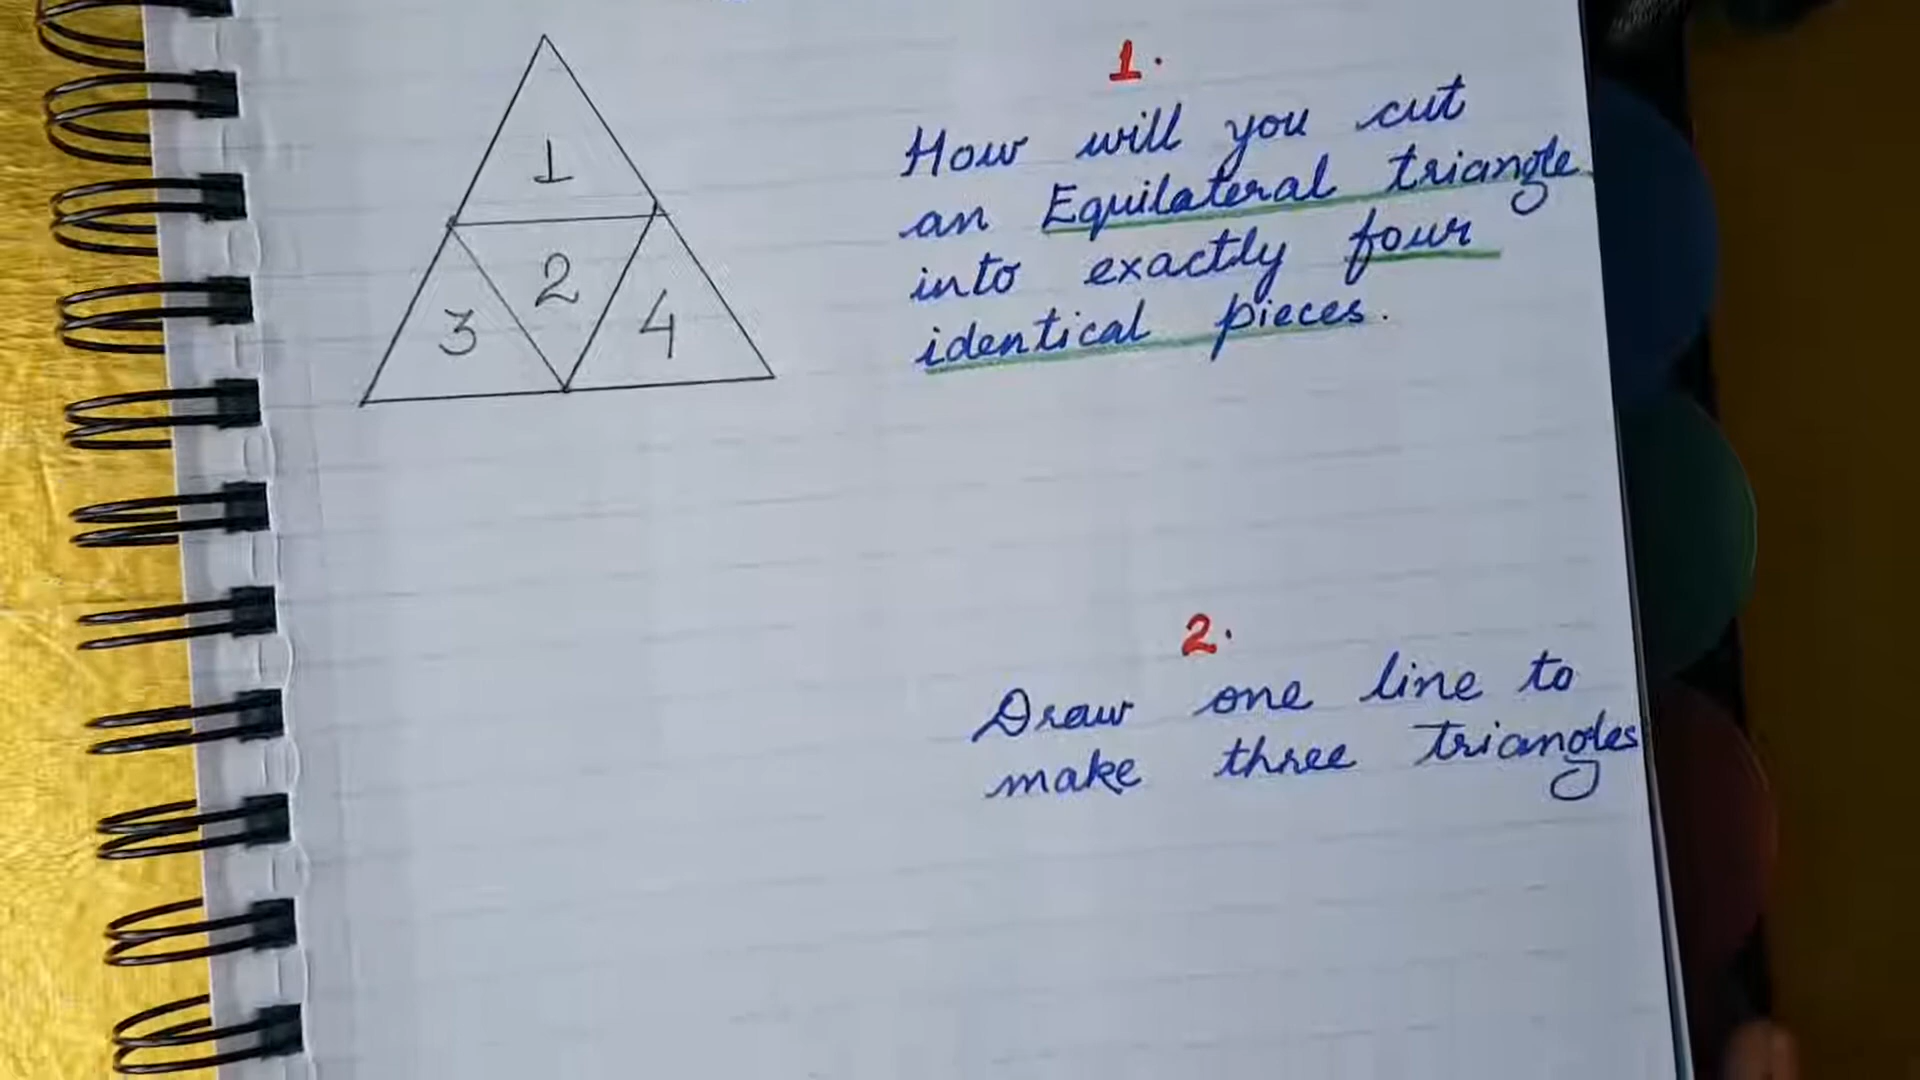 1
2
3
4
1.
How will you cut
an Equilateral triangle
into exactly four
identical pieces.
2.
Draw one line to
make three triangles